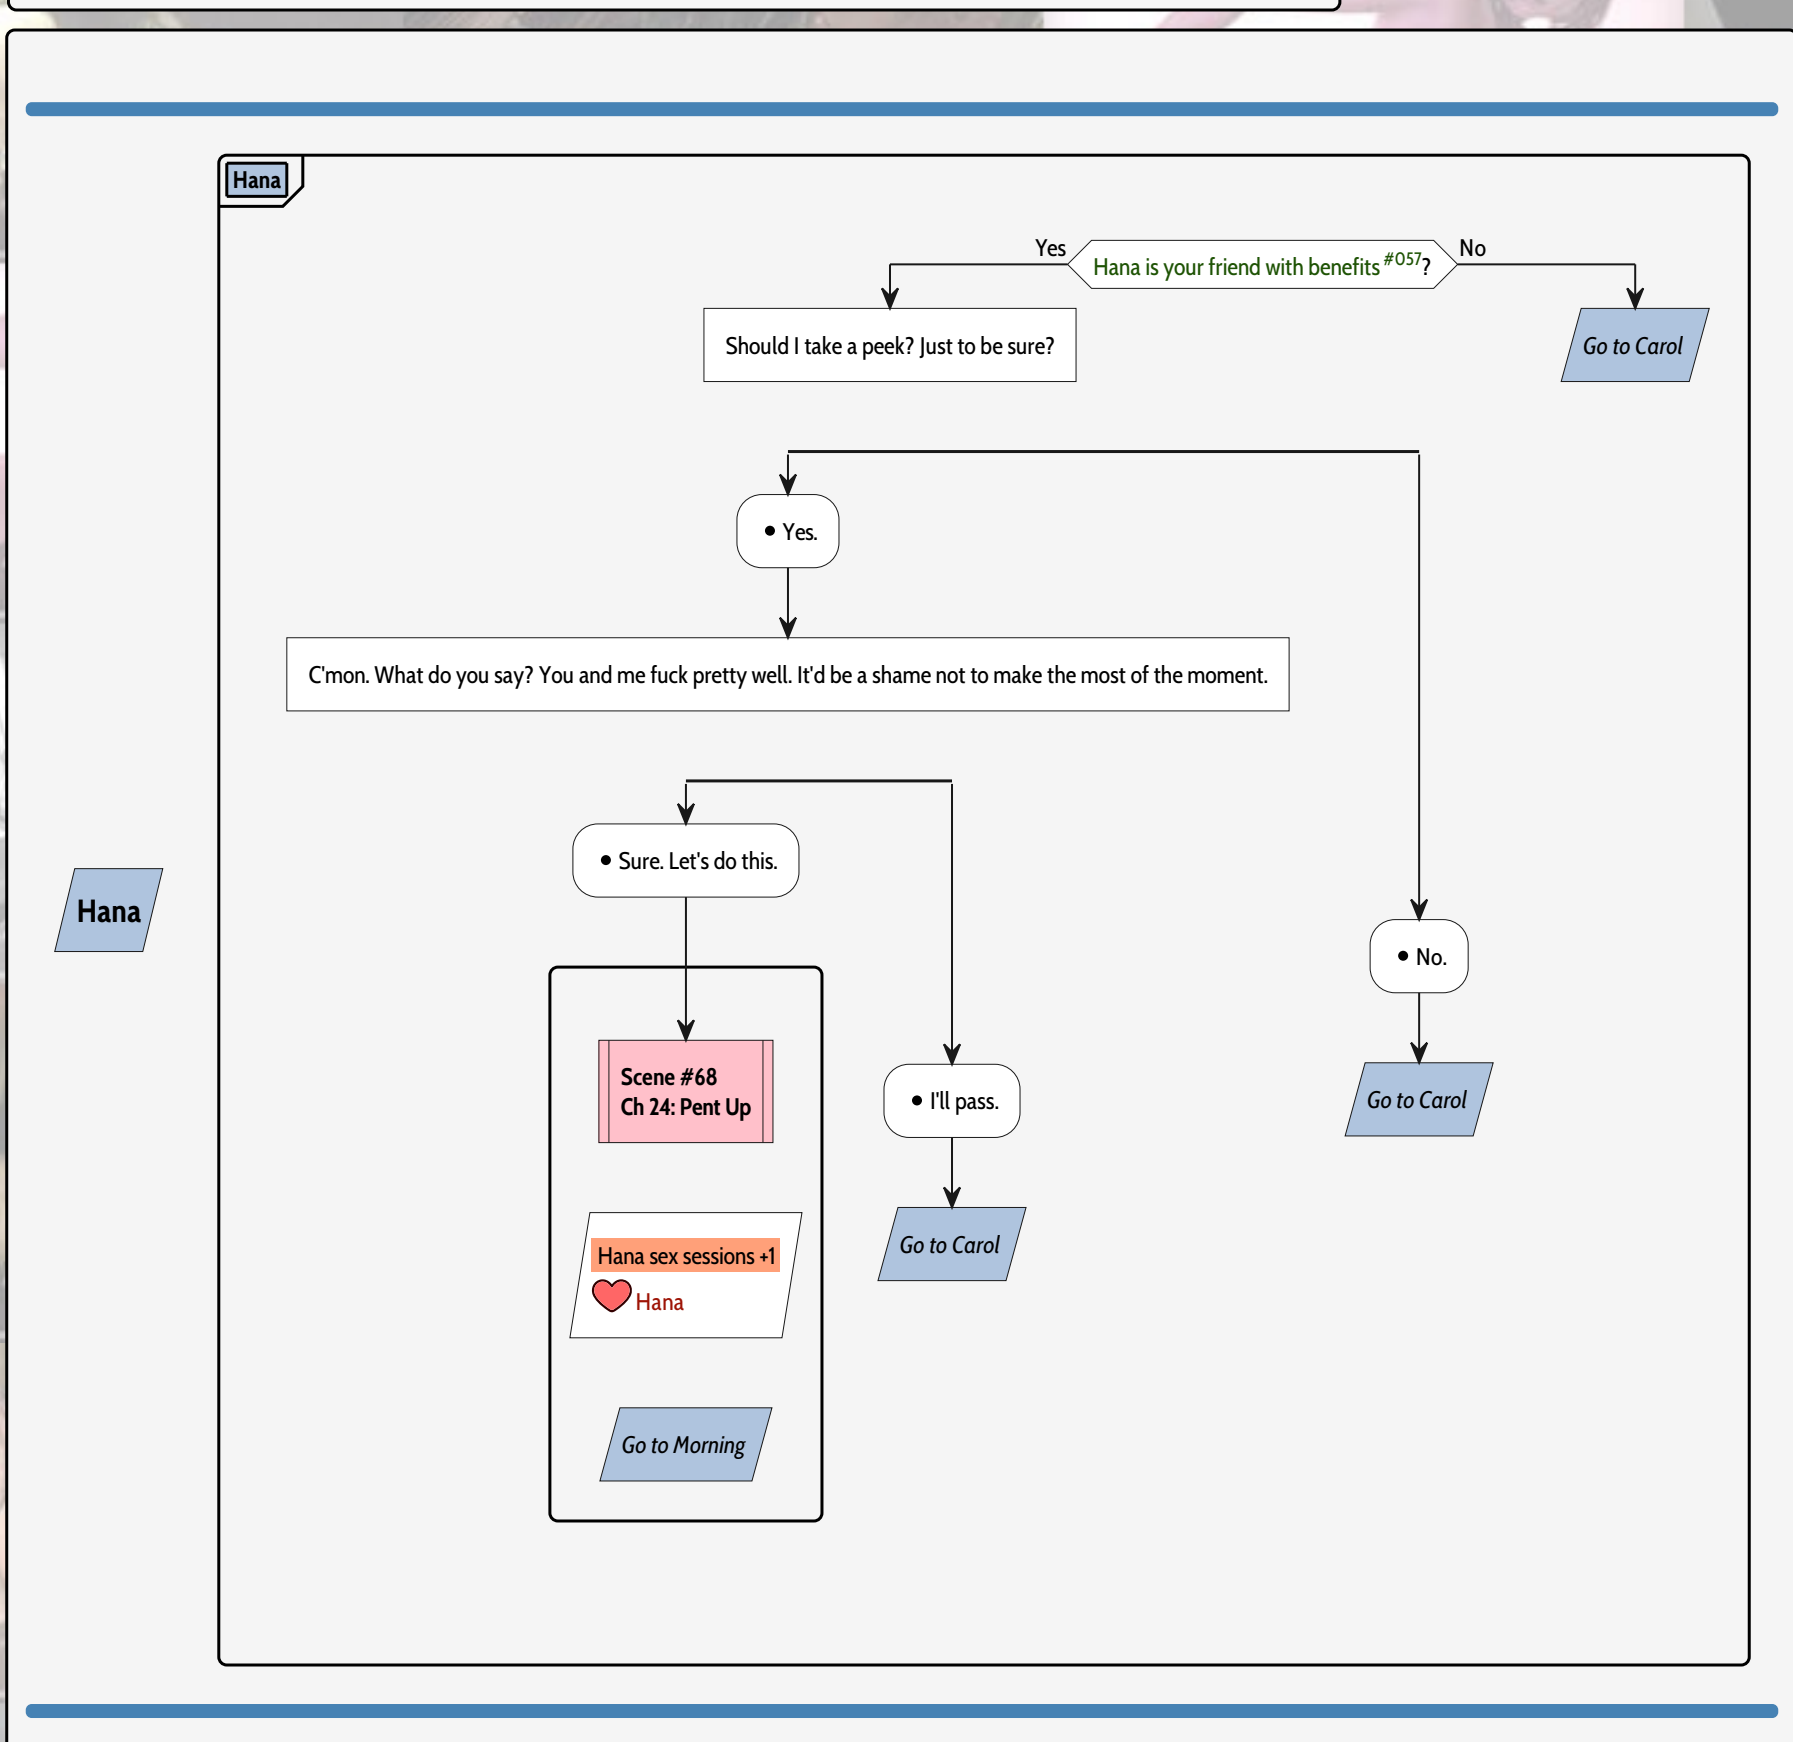 Hana
Yes
Hana is your friend with benefits #057?
No
Should I take a peek? Just to be sure?
Go to Carol
• Yes.
C'mon. What do you say? You and me fuck pretty well. It'd be a shame not to make the most of the moment.
• Sure. Let's do this.
Hana
• No.
Scene #68
Ch 24: Pent Up
• I'll pass.
Go to Carol
Hana sex sessions +1
Hana
Go to Carol
Go to Morning